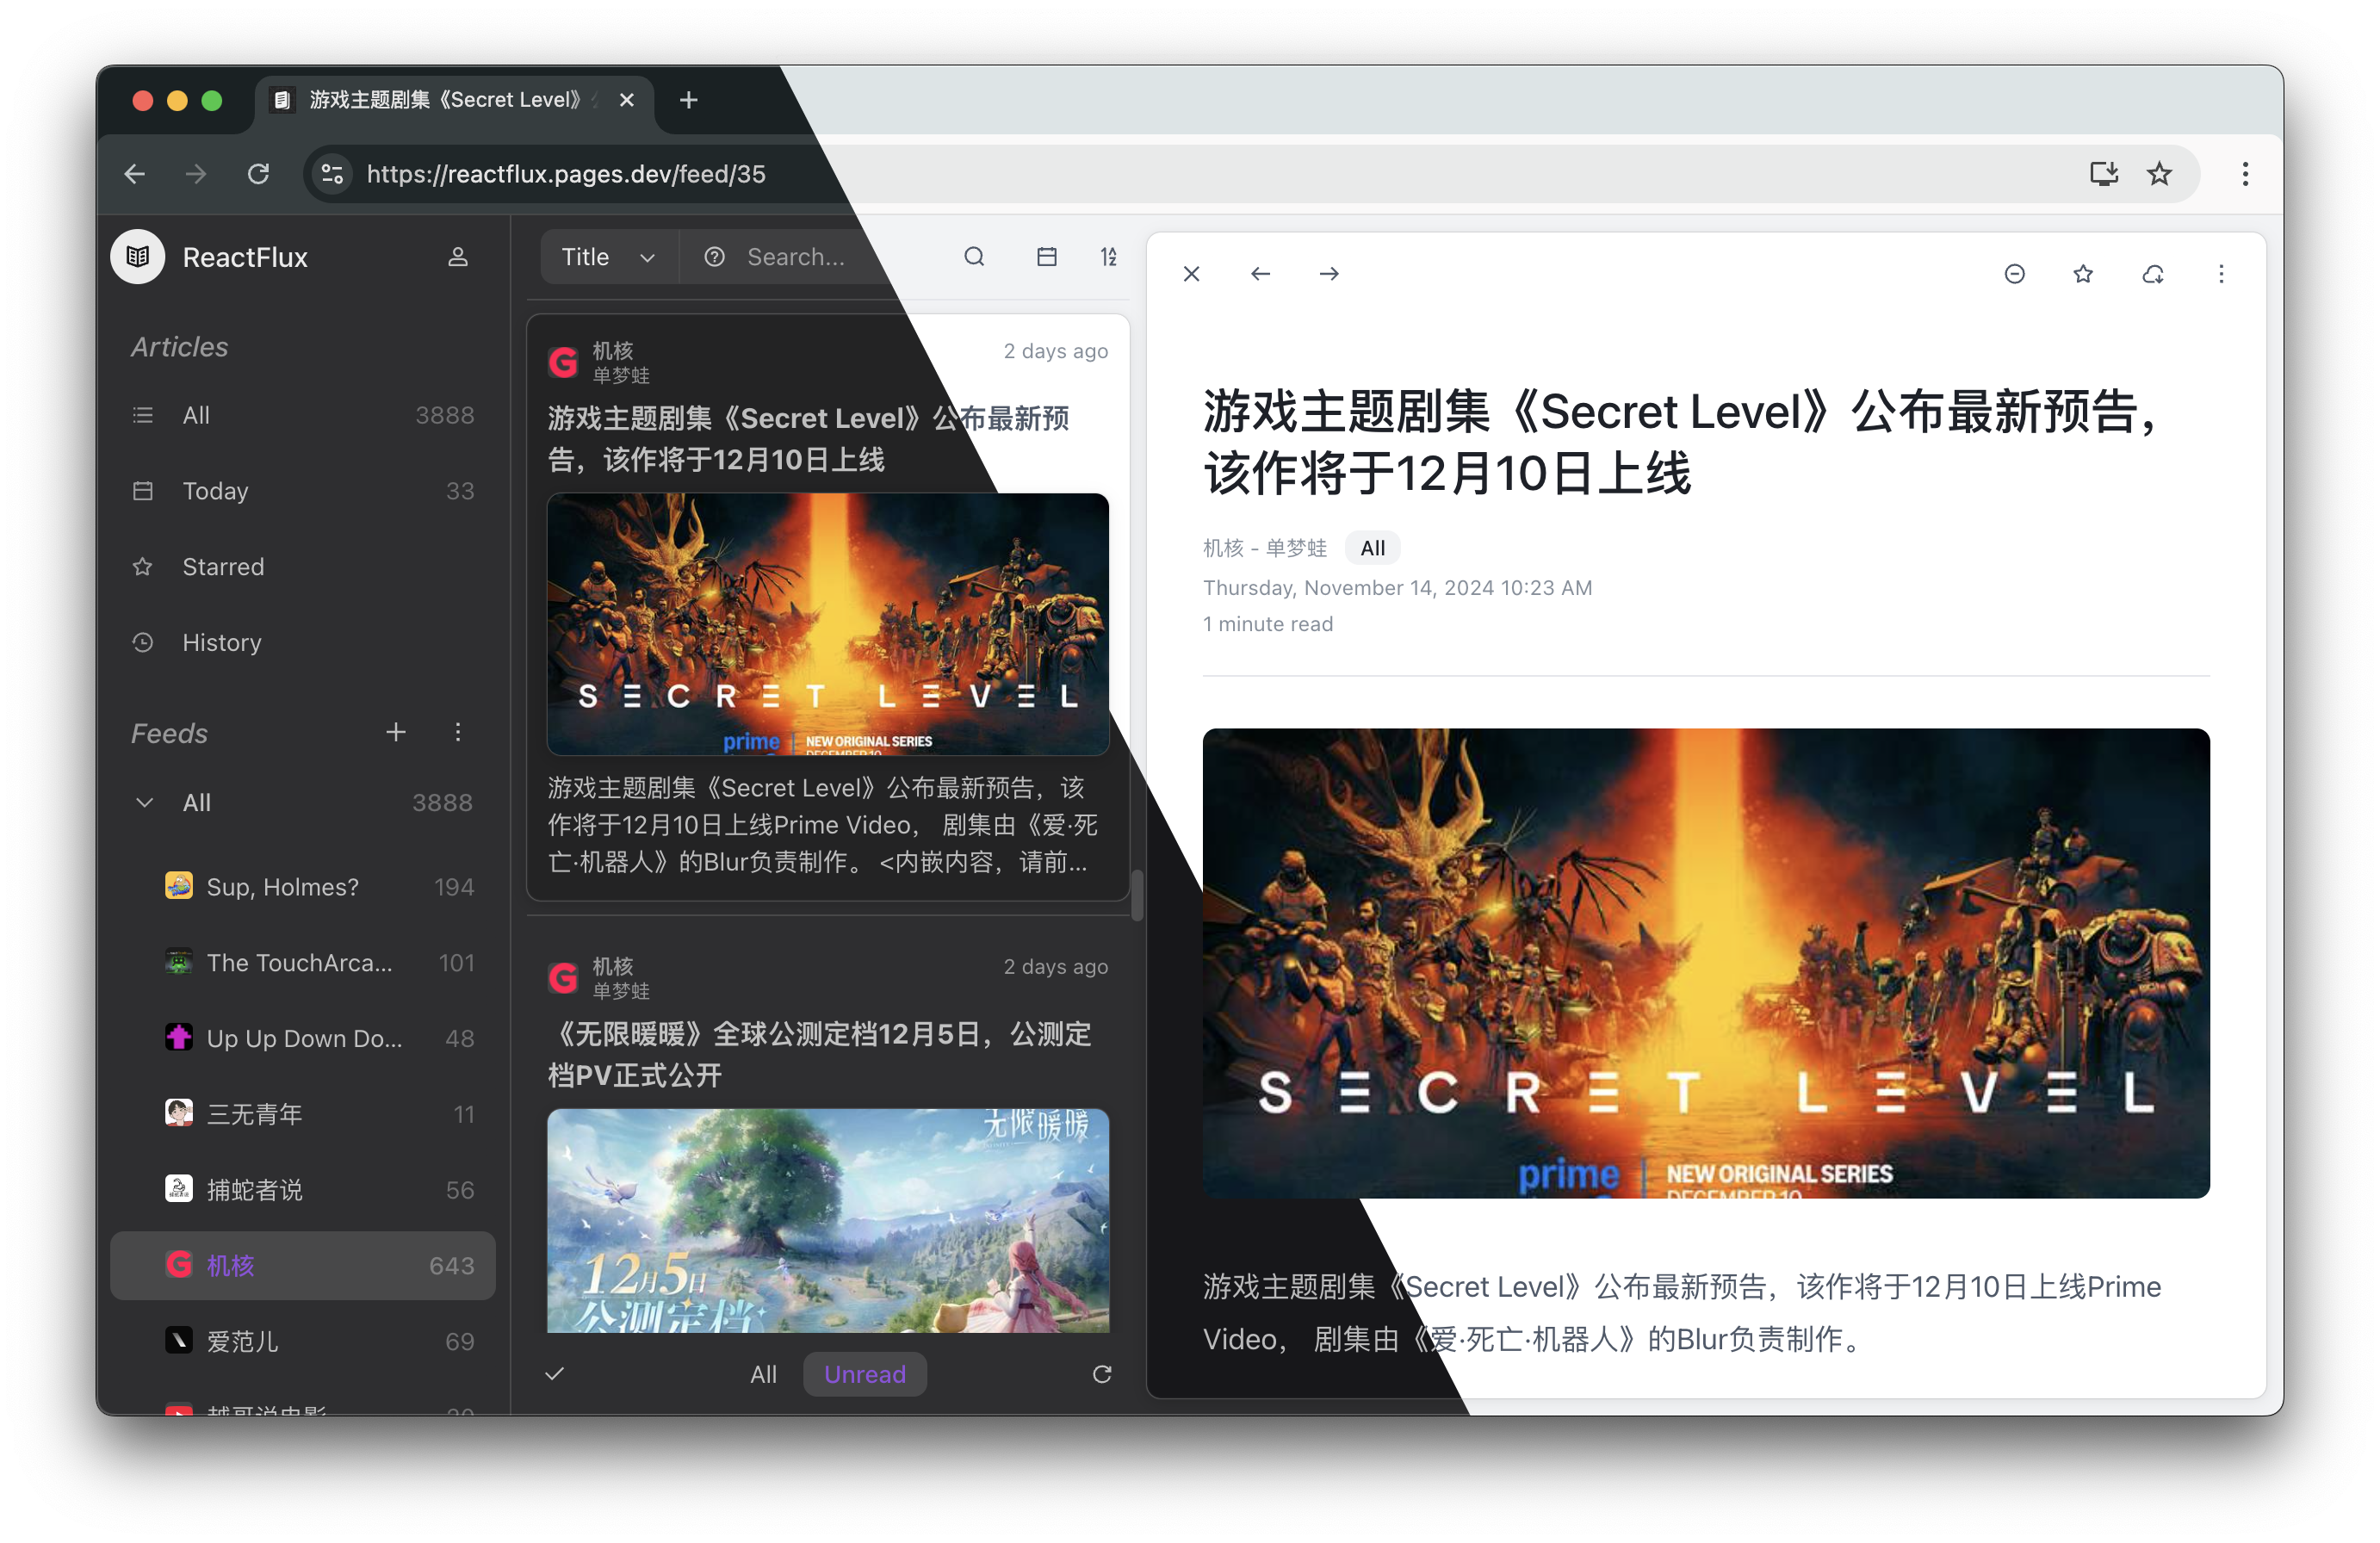 游戏主题剧集《Secret Level》
https://reactflux.pages.dev/feed/35
ReactFlux
Articles
All 3888
Today 33
Starred
History
Feeds
All 3888
Sup, Holmes? 194
The TouchArca... 101
Up Up Down Do... 48
三无青年 11
捕蛇者说 56
机核 643
爱范儿 69
越哥说电影 20
Title
Search...
机核
单梦蛙
2 days ago
游戏主题剧集《Secret Level》公布最新预
告，该作将于12月10日上线
SECRET LEVEL
prime
NEW ORIGINAL SERIES
DECEMBER 10
游戏主题剧集《Secret Level》公布最新预告，该
作将于12月10日上线Prime Video， 剧集由《爱·死
亡·机器人》的Blur负责制作。 <内嵌内容，请前...
机核
单梦蛙
2 days ago
《无限暖暖》全球公测定档12月5日，公测定
档PV正式公开
无限暖暖
12月5日
公测定档
All
Unread
游戏主题剧集《Secret Level》公布最新预告，
该作将于12月10日上线
机核 - 单梦蛙 All
Thursday, November 14, 2024 10:23 AM
1 minute read
SECRET LEVEL
prime
NEW ORIGINAL SERIES
DECEMBER 10
游戏主题剧集《Secret Level》公布最新预告，该作将于12月10日上线Prime
Video， 剧集由《爱·死亡·机器人》的Blur负责制作。